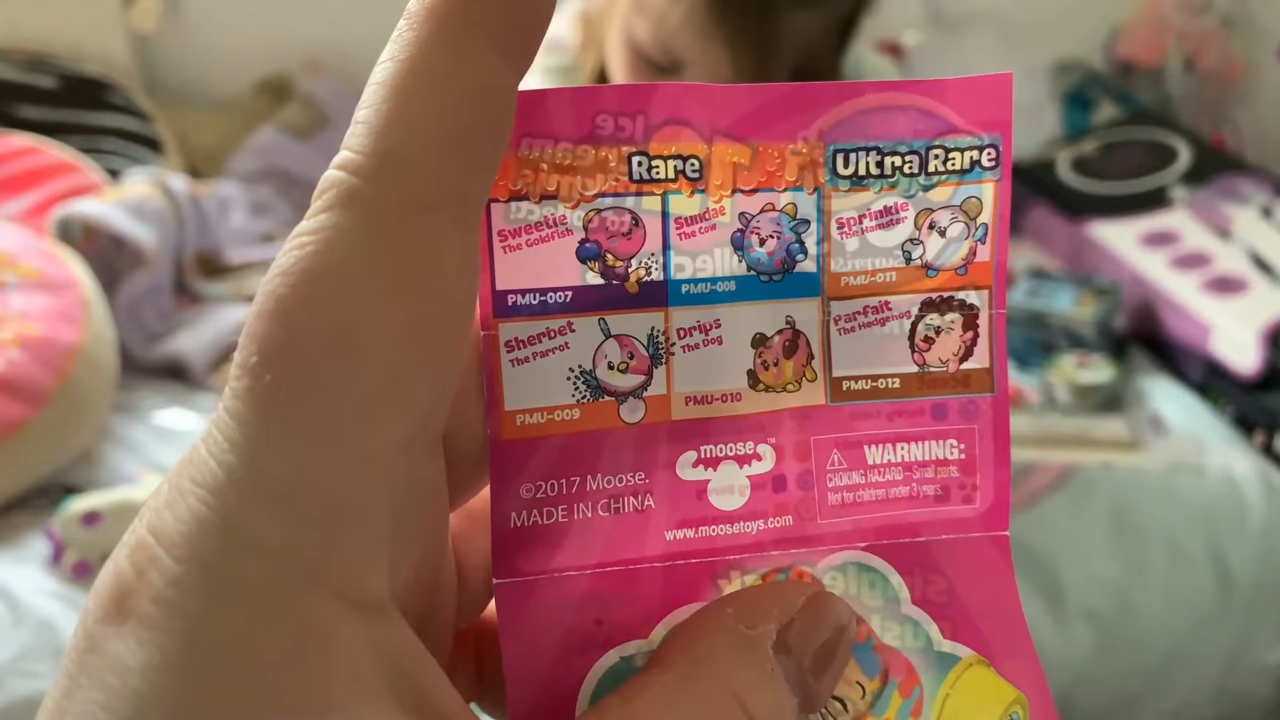 Rare
Ultra Rare
Sweetie
The Goldfish
PMU-007
Sundae
The Cow
PMU-008
Sprinkle
The Hamster
PMU-011
Sherbet
The Parrot
PMU-009
Drips
The Dog
PMU-010
Parfait
The Hedgehog
PMU-012
©2017 Moose.
MADE IN CHINA
moose™
www.moosetoys.com
WARNING:
CHOKING HAZARD–Small parts.
Not for children under 3 years.